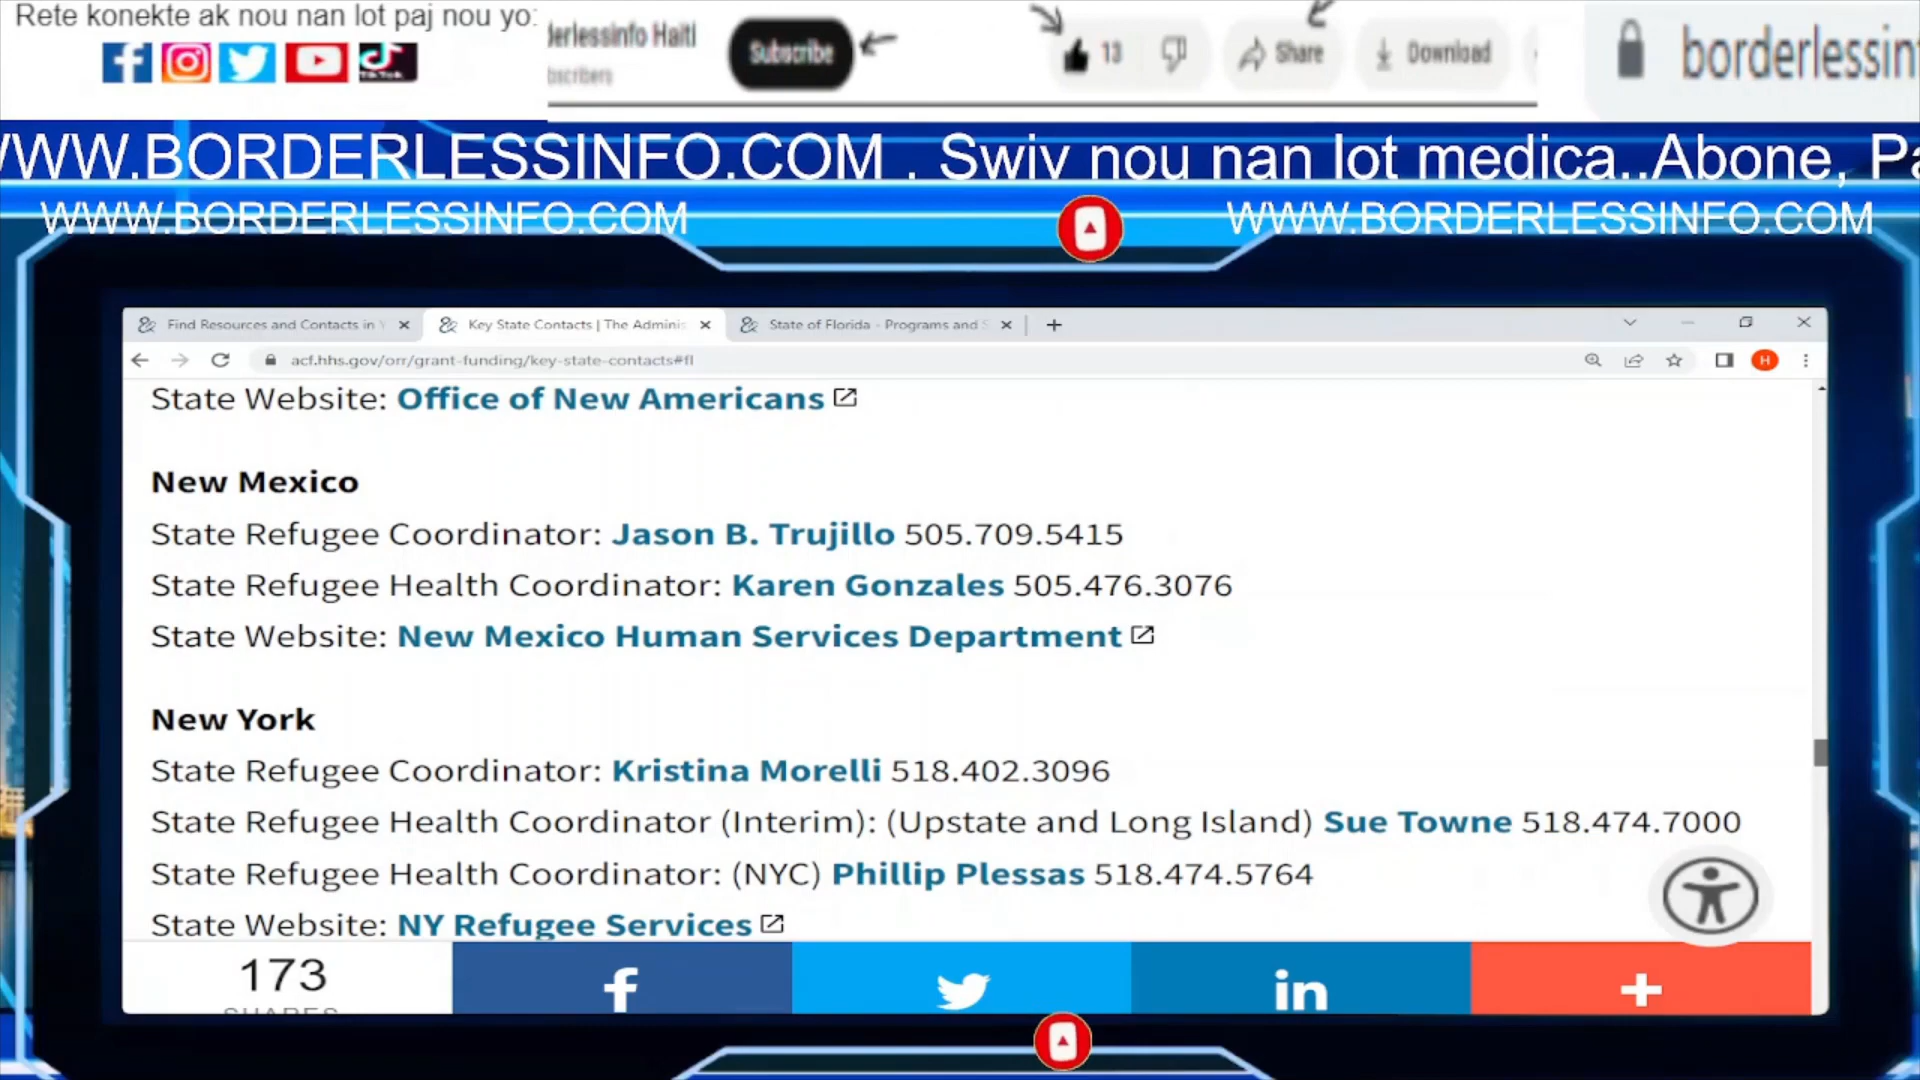 Rete konekte ak nou nan lot paj nou yo:
derlessinfo Haiti
bscribers
Subscribe
13
Share
Download
borderlessinf
WWW.BORDERLESSINFO.COM . Swiv nou nan lot medica..Abone, Pa
WWW.BORDERLESSINFO.COM
WWW.BORDERLESSINFO.COM
Find Resources and Contacts in Y
Key State Contacts | The Adminis
State of Florida - Programs and S
acf.hhs.gov/orr/grant-funding/key-state-contacts#fl
H
State Website: Office of New Americans
New Mexico
State Refugee Coordinator: Jason B. Trujillo 505.709.5415
State Refugee Health Coordinator: Karen Gonzales 505.476.3076
State Website: New Mexico Human Services Department
New York
State Refugee Coordinator: Kristina Morelli 518.402.3096
State Refugee Health Coordinator (Interim): (Upstate and Long Island) Sue Towne 518.474.7000
State Refugee Health Coordinator: (NYC) Phillip Plessas 518.474.5764
State Website: NY Refugee Services
173
SHARES